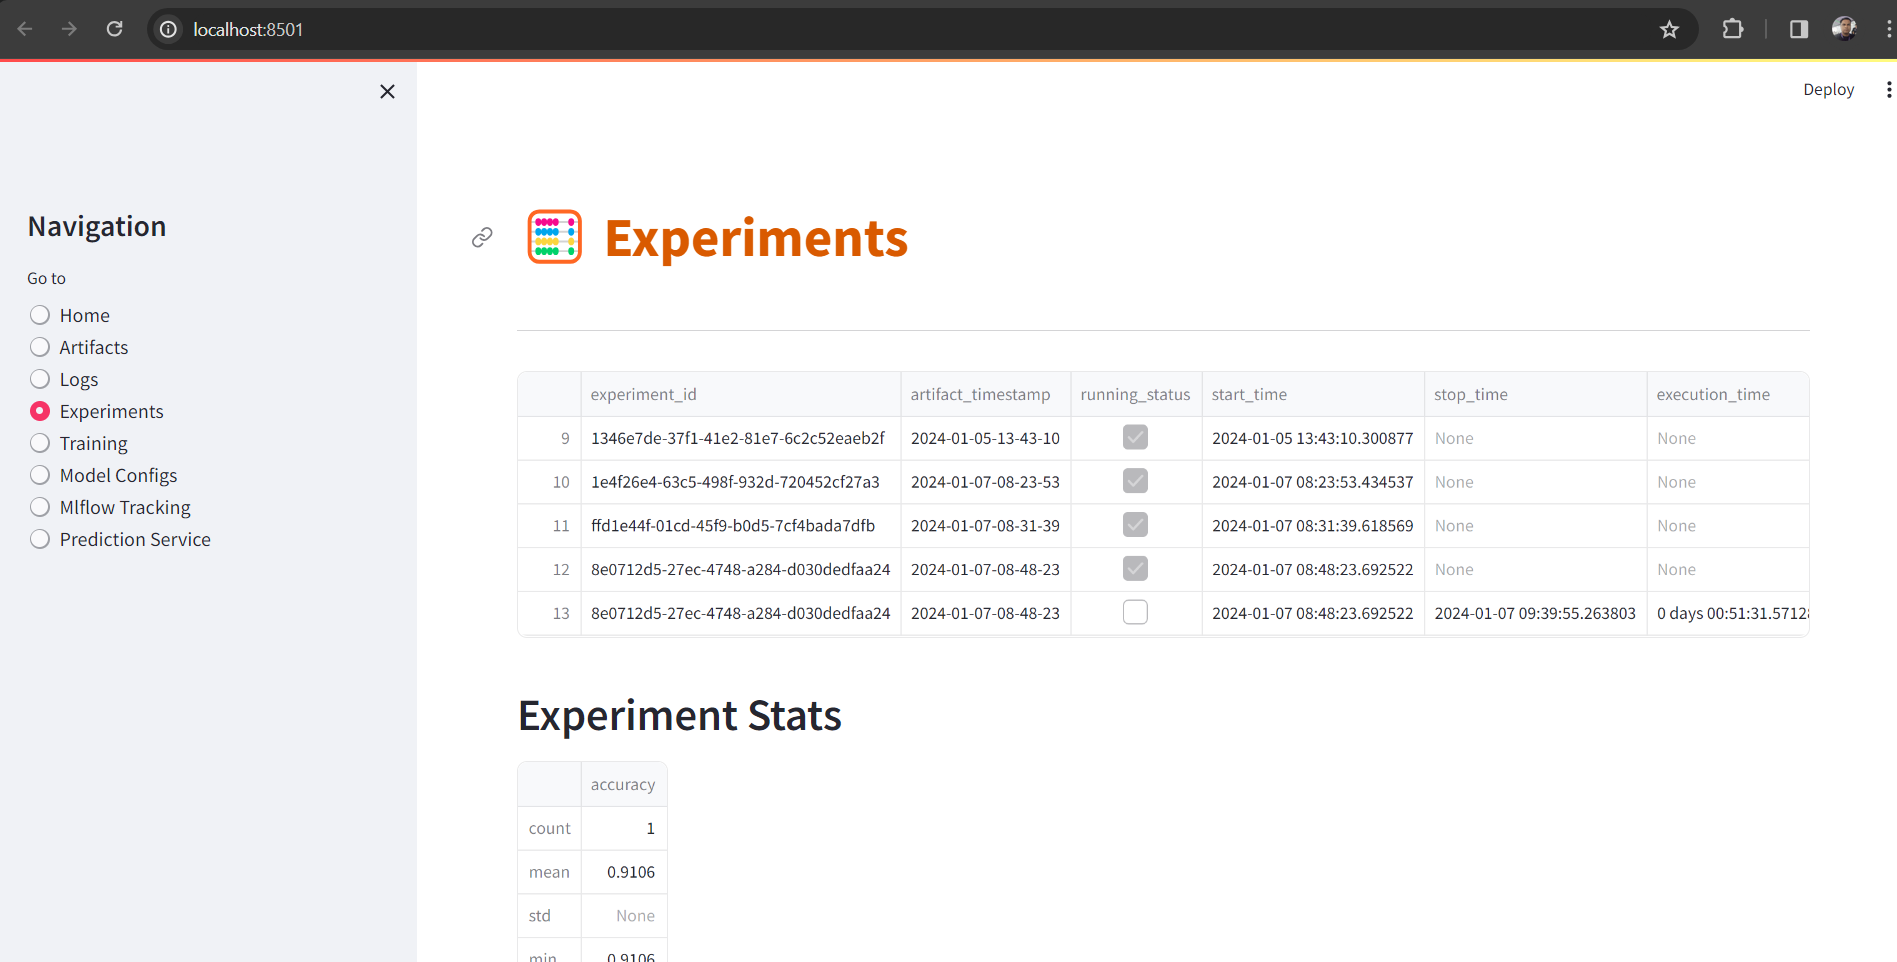 localhost:8501
Deploy
Navigation
Go to
Home
Artifacts
Logs
Experiments
Training
Model Configs
Mlflow Tracking
Prediction Service
Experiments
experiment_id artifact_timestamp running_status start_time stop_time execution_time
9 1346e7de-37f1-41e2-81e7-6c2c52eaeb2f 2024-01-05-13-43-10 2024-01-05 13:43:10.300877 None None
10 1e4f26e4-63c5-498f-932d-720452cf27a3 2024-01-07-08-23-53 2024-01-07 08:23:53.434537 None None
11 ffd1e44f-01cd-45f9-b0d5-7cf4bada7dfb 2024-01-07-08-31-39 2024-01-07 08:31:39.618569 None None
12 8e0712d5-27ec-4748-a284-d030dedfaa24 2024-01-07-08-48-23 2024-01-07 08:48:23.692522 None None
13 8e0712d5-27ec-4748-a284-d030dedfaa24 2024-01-07-08-48-23 2024-01-07 08:48:23.692522 2024-01-07 09:39:55.263803 0 days 00:51:31.57128
Experiment Stats
accuracy
count 1
mean 0.9106
std None
min 0.9106